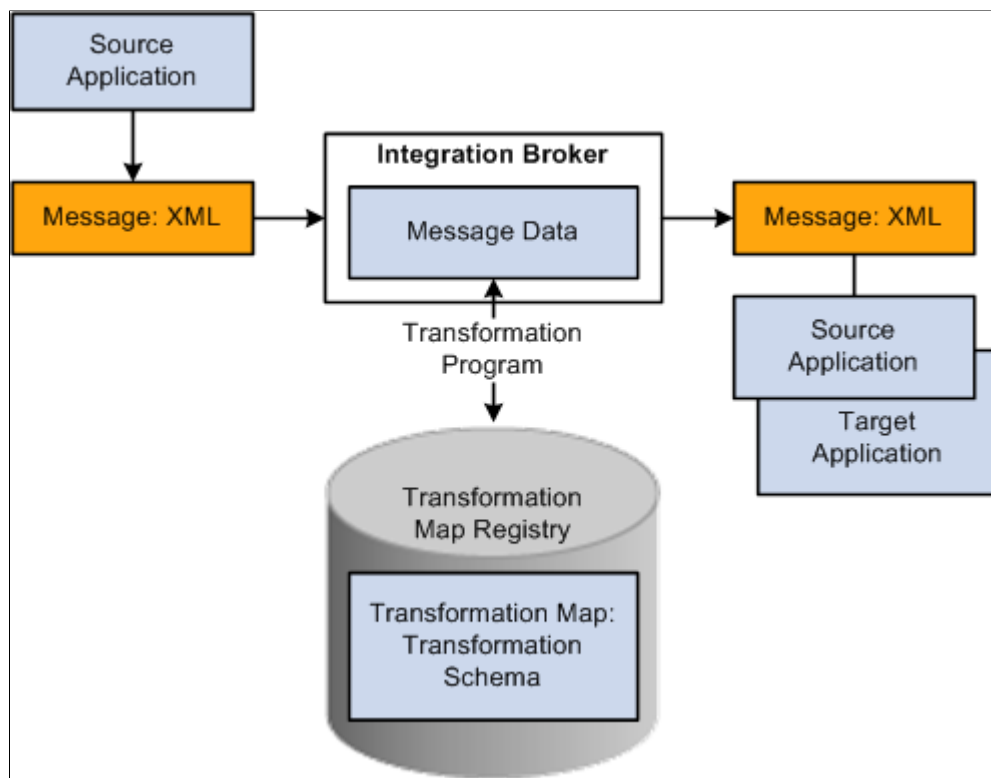 Source
Application
Message: XML
Integration Broker
Message Data
Message: XML
Source
Application
Target
Application
Transformation
Program
Transformation
Map Registry
Transformation Map:
Transformation
Schema